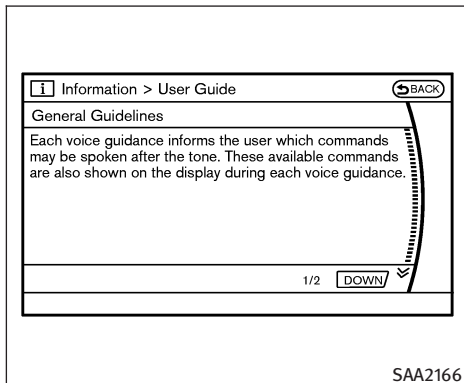 i Information > User Guide BACK
General Guidelines
Each voice guidance informs the user which commands
may be spoken after the tone. These available commands
are also shown on the display during each voice guidance.
1/2 DOWN
SAA2166